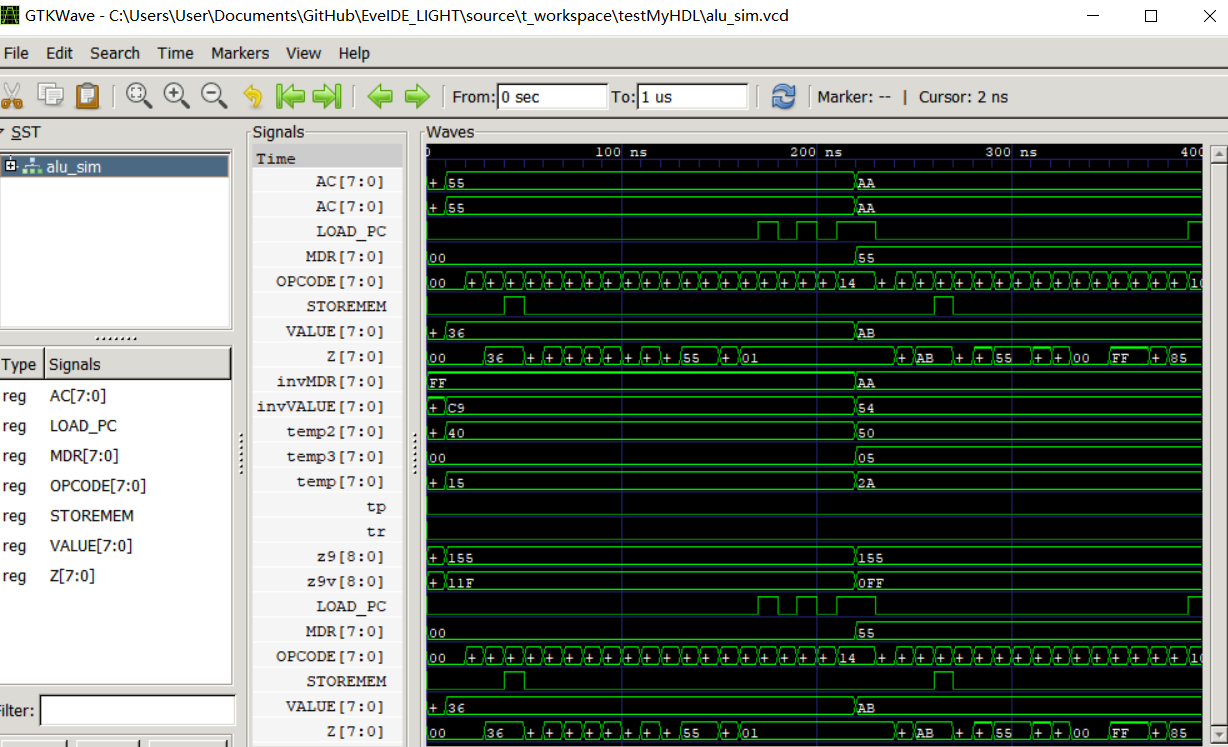 GTKWave - C:\Users\User\Documents\GitHub\EveIDE_LIGHT\source\t_workspace\testMyHDL\alu_sim.vcd
File Edit Search Time Markers View Help
From: 0 sec To: 1 us Marker: -- | Cursor: 2 ns
SST
alu_sim
Type Signals
reg AC[7:0]
reg LOAD_PC
reg MDR[7:0]
reg OPCODE[7:0]
reg STOREMEM
reg VALUE[7:0]
reg Z[7:0]
Filter:
Signals
Waves
Time 0 100 ns 200 ns 300 ns 400
AC[7:0] + 55 AA
AC[7:0] + 55 AA
LOAD_PC
MDR[7:0] 00 55
OPCODE[7:0] 00 + + + + + + + + + + + + + + + + + + + 14 + + + + + + + + + + + + + + + + 10
STOREMEM
VALUE[7:0] + 36 AB
Z[7:0] 00 36 + + + + + + + + 55 + 01 + AB + + 55 + + 00 FF + 85
invMDR[7:0] FF AA
invVALUE[7:0] + C9 54
temp2[7:0] + 40 50
temp3[7:0] 00 05
temp[7:0] + 15 2A
tp
tr
z9[8:0] + 155 155
z9v[8:0] + 11F 0FF
LOAD_PC
MDR[7:0] 00 55
OPCODE[7:0] 00 + + + + + + + + + + + + + + + + + + + 14 + + + + + + + + + + + + + + + + 10
STOREMEM
VALUE[7:0] + 36 AB
Z[7:0] 00 36 + + + + + + + + 55 + 01 + AB + + 55 + + 00 FF + 85